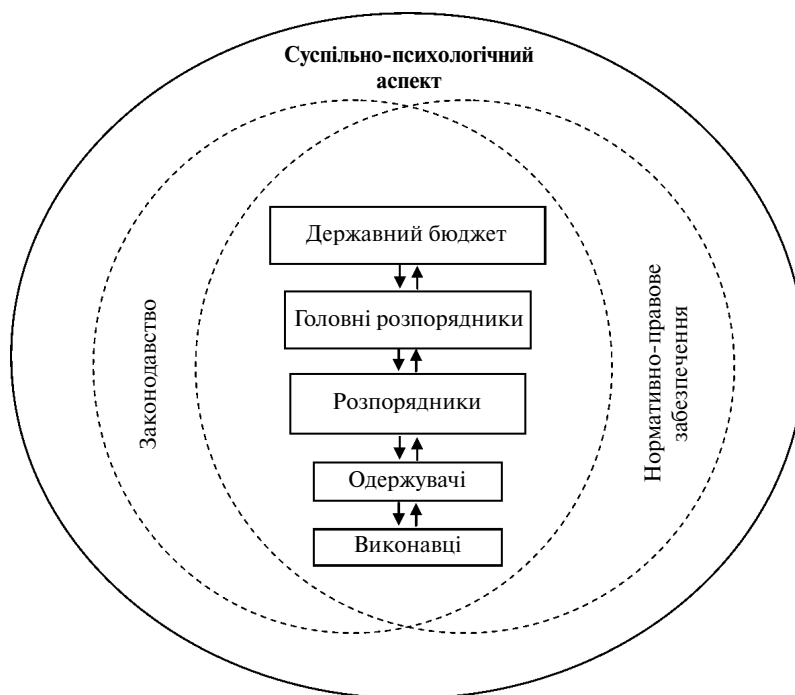 Суспільно-психологічний
аспект
Державний бюджет
Головні розпорядники
Розпорядники
Одержувачі
Виконавці
Законодавство
Нормативно-правове
забезпечення